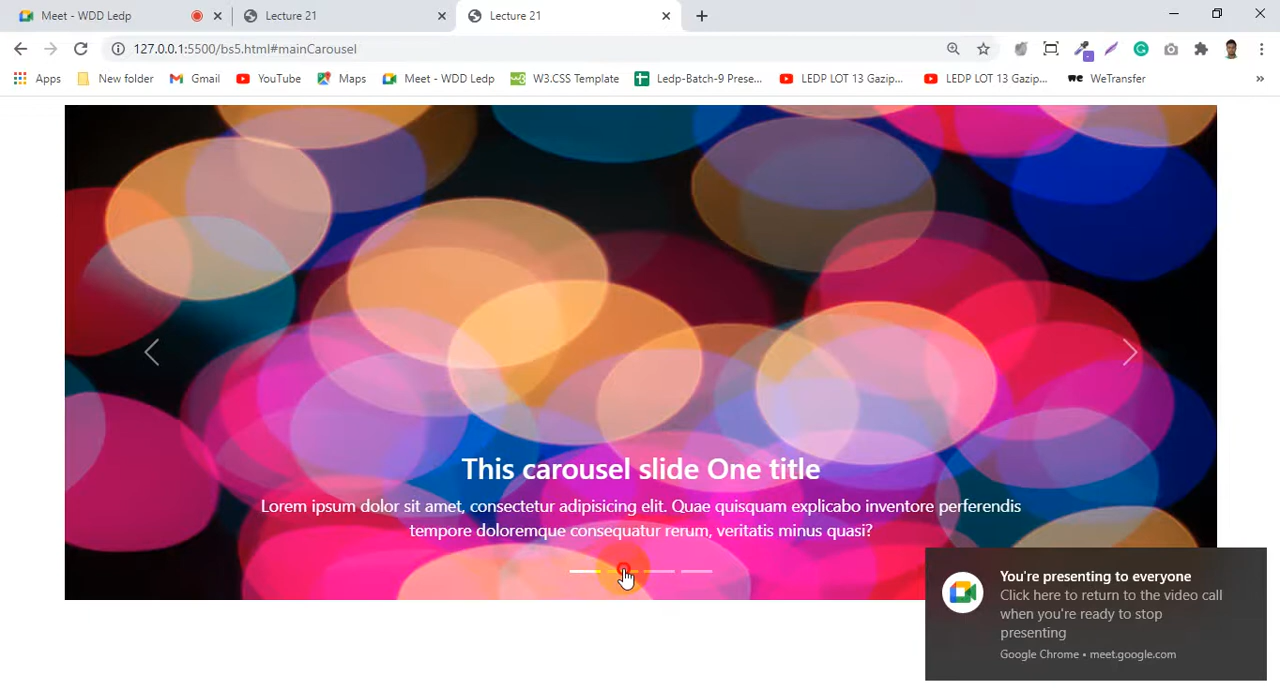 Meet - WDD Ledp
Lecture 21
Lecture 21
127.0.0.1:5500/bs5.html#mainCarousel
Apps
New folder
Gmail
YouTube
Maps
Meet - WDD Ledp
W3.CSS Template
Ledp-Batch-9 Prese...
LEDP LOT 13 Gazip...
LEDP LOT 13 Gazip...
WeTransfer
This carousel slide One title
Lorem ipsum dolor sit amet, consectetur adipisicing elit. Quae quisquam explicabo inventore perferendis
tempore doloremque consequatur rerum, veritatis minus quasi?
You're presenting to everyone
Click here to return to the video call
when you're ready to stop
presenting
Google Chrome • meet.google.com